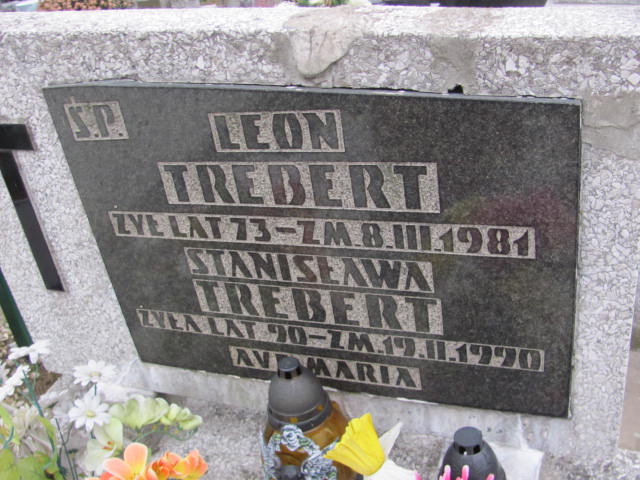 Ś.P.
LEON
TREBERT
ŻYŁ LAT 73–ZM. 8.III.1981
STANISŁAWA
TREBERT
ŻYŁA LAT 90–ZM. 19.II.1990
AVE MARIA